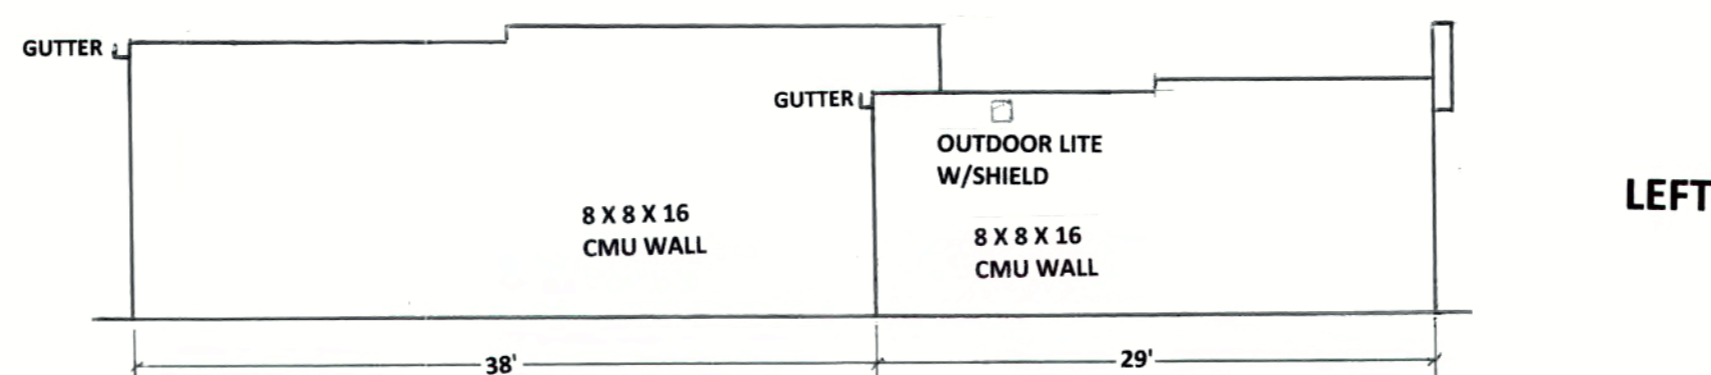 GUTTER
GUTTER
OUTDOOR LITE
W/SHIELD
8 X 8 X 16
CMU WALL
8 X 8 X 16
CMU WALL
LEFT
38'
29'